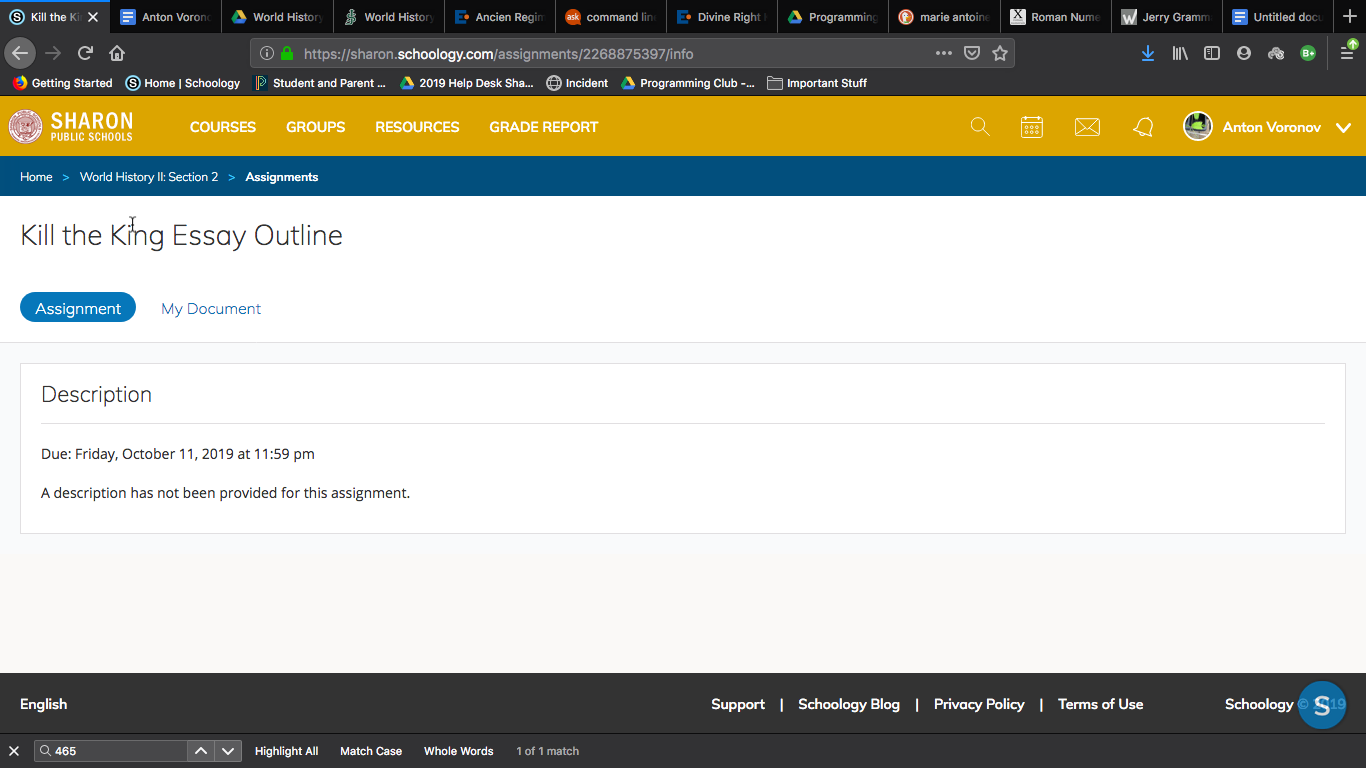 Kill the Ki
Anton Voron
World History
World History
Ancien Regim
command line
Divine Right
Programming
marie antoine
Roman Nume
Jerry Gramm
Untitled docu
https://sharon.schoology.com/assignments/2268875397/info
Getting Started
Home | Schoology
Student and Parent ...
2019 Help Desk Sha...
Incident
Programming Club -...
Important Stuff
SHARON
PUBLIC SCHOOLS
COURSES GROUPS RESOURCES GRADE REPORT
Anton Voronov
Home > World History II: Section 2 > Assignments
Kill the King Essay Outline
Assignment My Document
Description
Due: Friday, October 11, 2019 at 11:59 pm
A description has not been provided for this assignment.
English
Support | Schoology Blog | Privacy Policy | Terms of Use
Schoology © 2019
465 Highlight All Match Case Whole Words 1 of 1 match